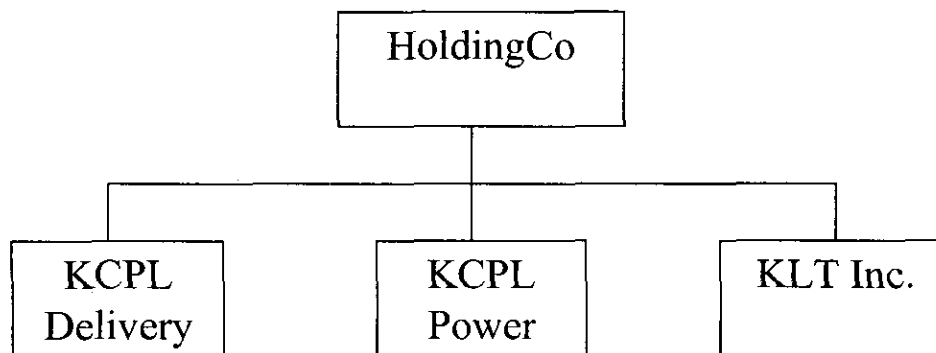 HoldingCo
KCPL
Delivery
KCPL
Power
KLT Inc.